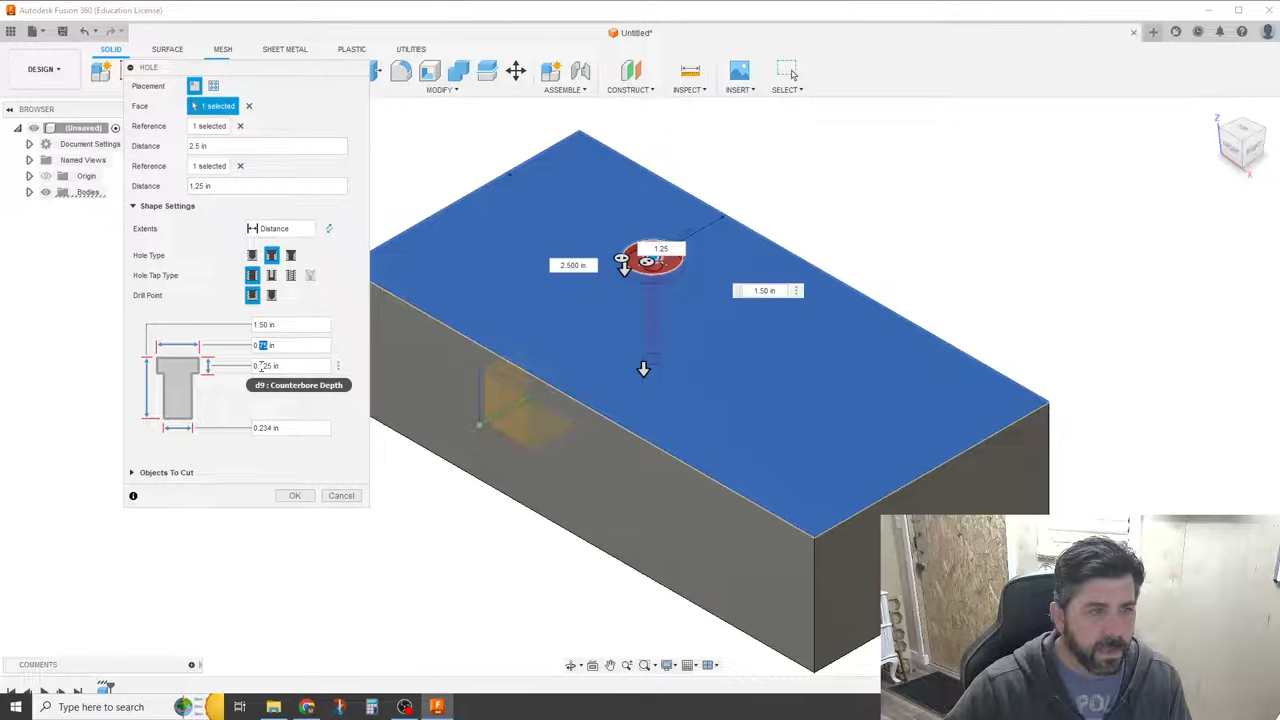 Autodesk Fusion 360 (Education License)
Untitled*
SOLID SURFACE MESH SHEET METAL PLASTIC UTILITIES
DESIGN
MODIFY ASSEMBLE CONSTRUCT INSPECT INSERT SELECT
BROWSER
(Unsaved)
Document Settings
Named Views
Origin
Bodies
HOLE
Placement
Face 1 selected
Reference 1 selected
Distance 2.5 in
Reference 1 selected
Distance 1.25 in
Shape Settings
Extents Distance
Hole Type
Hole Tap Type
Drill Point
1.50 in
0.75 in
d9 : Counterbore Depth
0.234 in
Objects To Cut
OK Cancel
1.25
2.500 in
1.50 in
Z
X
COMMENTS
Type here to search
POL